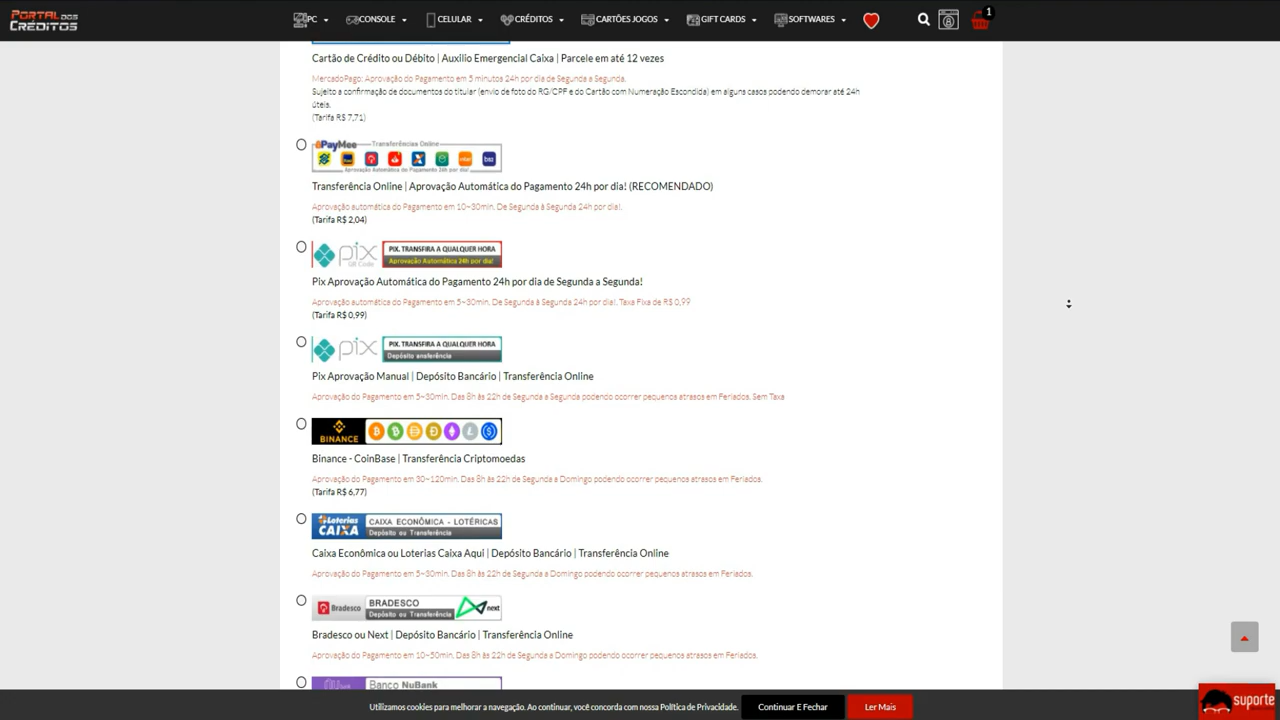 PORTAL DOS CRÉDITOS
PC
CONSOLE
CELULAR
CRÉDITOS
CARTÕES JOGOS
GIFT CARDS
SOFTWARES
1
Cartão de Crédito ou Débito | Auxilio Emergencial Caixa | Parcele em até 12 vezes
MercadoPago: Aprovação do Pagamento em 5 minutos 24h por dia de Segunda a Segunda.
Sujeito a confirmação de documentos do titular (envio de foto do RG/CPF e do Cartão com Numeração Escondida) em alguns casos podendo demorar até 24h
úteis.
(Tarifa R$ 7,71)
PayMee Transferências Online
Aprovação Automática do Pagamento 24h por dia!
Transferência Online | Aprovação Automática do Pagamento 24h por dia! (RECOMENDADO)
Aprovação automática do Pagamento em 10~30min. De Segunda à Segunda 24h por dia!.
(Tarifa R$ 2,04)
pix QR Code PIX. TRANSFIRA A QUALQUER HORA
Aprovação Automática 24h por dia!
Pix Aprovação Automática do Pagamento 24h por dia de Segunda a Segunda!
Aprovação automática do Pagamento em 5~30min. De Segunda à Segunda 24h por dia!. Taxa Fixa de R$ 0,99
(Tarifa R$ 0,99)
pix PIX. TRANSFIRA A QUALQUER HORA
Depósito ansferência
Pix Aprovação Manual | Depósito Bancário | Transferência Online
Aprovação do Pagamento em 5~30min. Das 8h às 22h de Segunda a Segunda podendo ocorrer pequenos atrasos em Feriados. Sem Taxa
BINANCE
Binance - CoinBase | Transferência Criptomoedas
Aprovação do Pagamento em 30~120min. Das 8h às 22h de Segunda a Domingo podendo ocorrer pequenos atrasos em Feriados.
(Tarifa R$ 6,77)
Loterias CAIXA CAIXA ECONÔMICA - LOTÉRICAS
Depósito ou Transferência
Caixa Econômica ou Loterias Caixa Aqui | Depósito Bancário | Transferência Online
Aprovação do Pagamento em 5~30min. Das 8h às 22h de Segunda a Domingo podendo ocorrer pequenos atrasos em Feriados.
Bradesco BRADESCO next
Depósito ou Transferência
Bradesco ou Next | Depósito Bancário | Transferência Online
Aprovação do Pagamento em 10~50min. Das 8h às 22h de Segunda a Domingo podendo ocorrer pequenos atrasos em Feriados.
Banco NuBank
Utilizamos cookies para melhorar a navegação. Ao continuar, você concorda com nossa Política de Privacidade.
Continuar E Fechar
Ler Mais
suporte